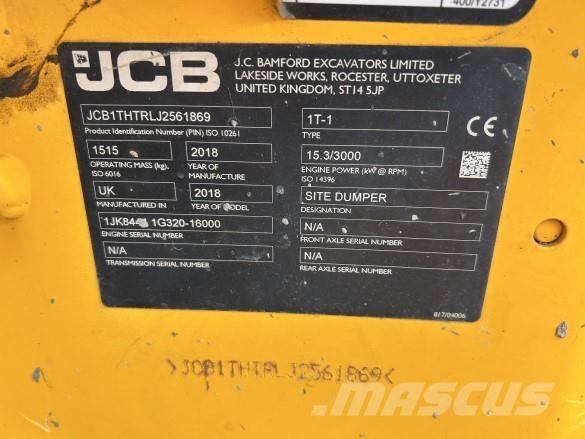 400/Y2731
JCB
J.C. BAMFORD EXCAVATORS LIMITED
LAKESIDE WORKS, ROCESTER, UTTOXETER
UNITED KINGDOM, ST14 5JP
JCB1THTRLJ2561869
Product Identification Number (PIN) ISO 10261
1T-1
TYPE
CE
1515
OPERATING MASS (kg)
ISO 6016
2018
YEAR OF
MANUFACTURE
15.3/3000
ENGINE POWER (kW @ RPM)
ISO 14396
UK
MANUFACTURED IN
2018
YEAR OF MODEL
SITE DUMPER
DESIGNATION
1G320-16000
ENGINE SERIAL NUMBER
N/A
FRONT AXLE SERIAL NUMBER
N/A
TRANSMISSION SERIAL NUMBER
N/A
REAR AXLE SERIAL NUMBER
817/04006
>JCB1THTRLJ2561869<
MASCUS